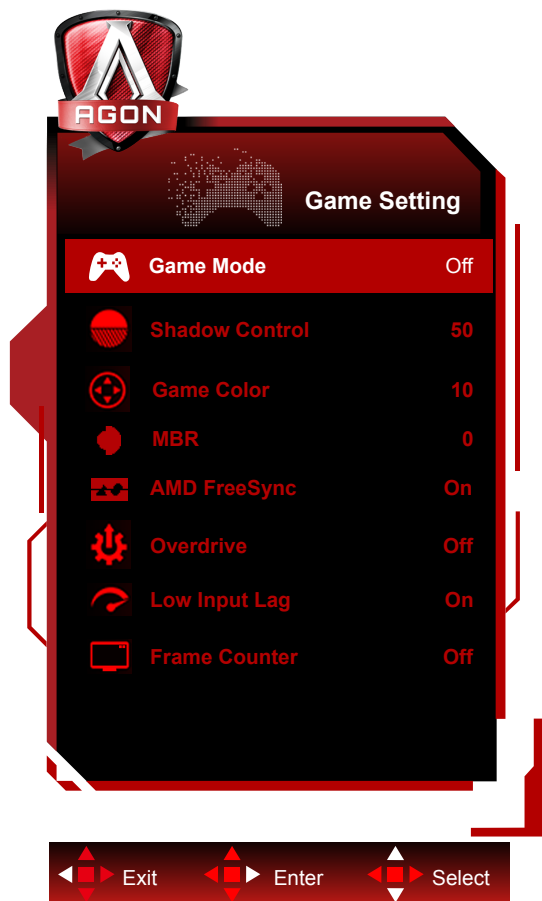 AGON
Game Setting
Game Mode Off
Shadow Control 50
Game Color 10
MBR 0
AMD FreeSync On
Overdrive Off
Low Input Lag On
Frame Counter Off
Exit Enter Select